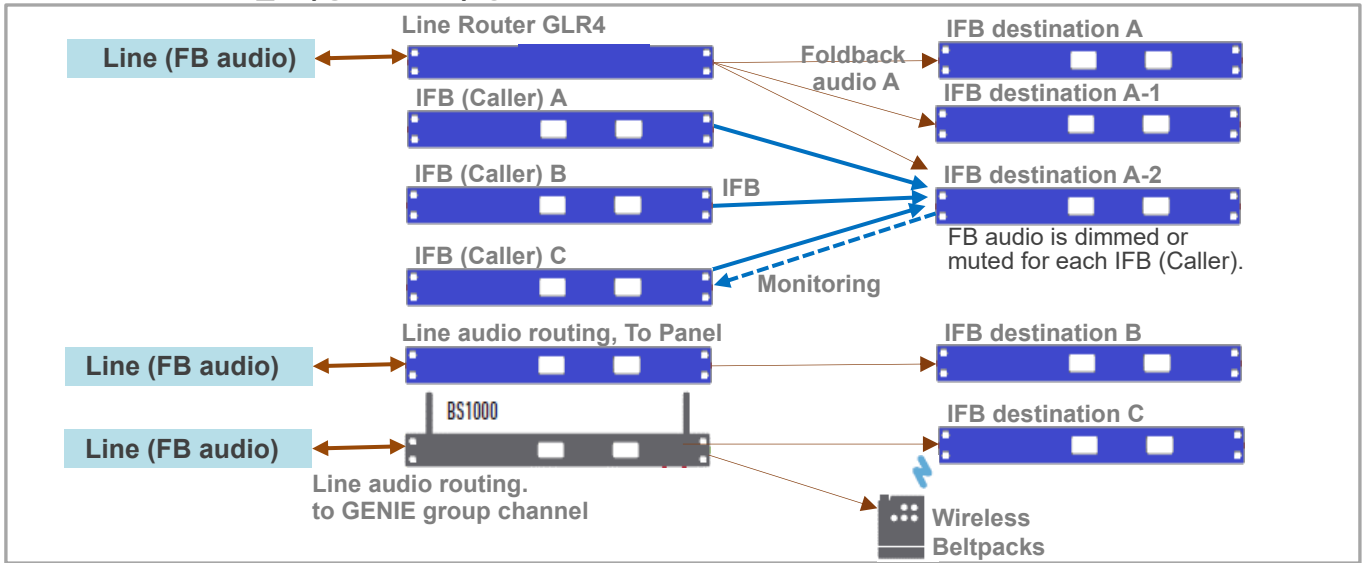 Line Router GLR4
IFB destination A
Line (FB audio)
Foldback
audio A
IFB (Caller) A
IFB destination A-1
IFB (Caller) B
IFB
IFB destination A-2
FB audio is dimmed or
muted for each IFB (Caller).
IFB (Caller) C
Monitoring
Line audio routing, To Panel
IFB destination B
Line (FB audio)
BS1000
IFB destination C
Line (FB audio)
Line audio routing.
to GENIE group channel
Wireless
Beltpacks